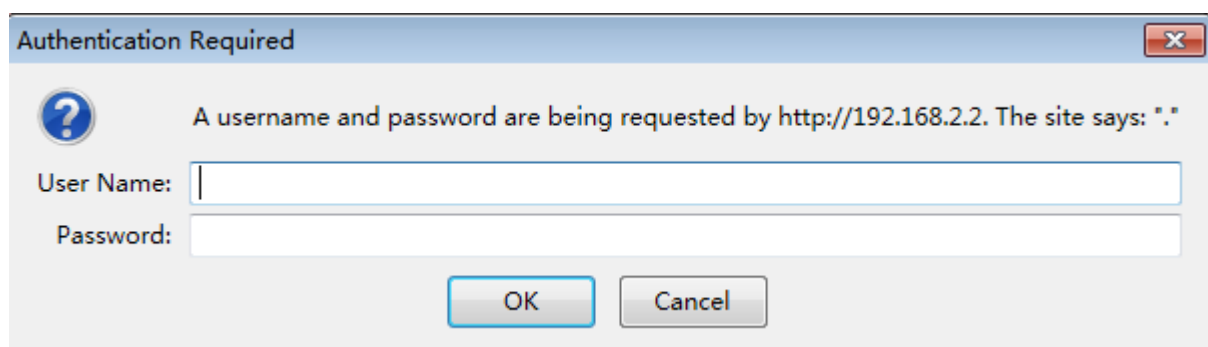 Authentication Required
A username and password are being requested by http://192.168.2.2. The site says: "."
User Name:
Password:
OK
Cancel